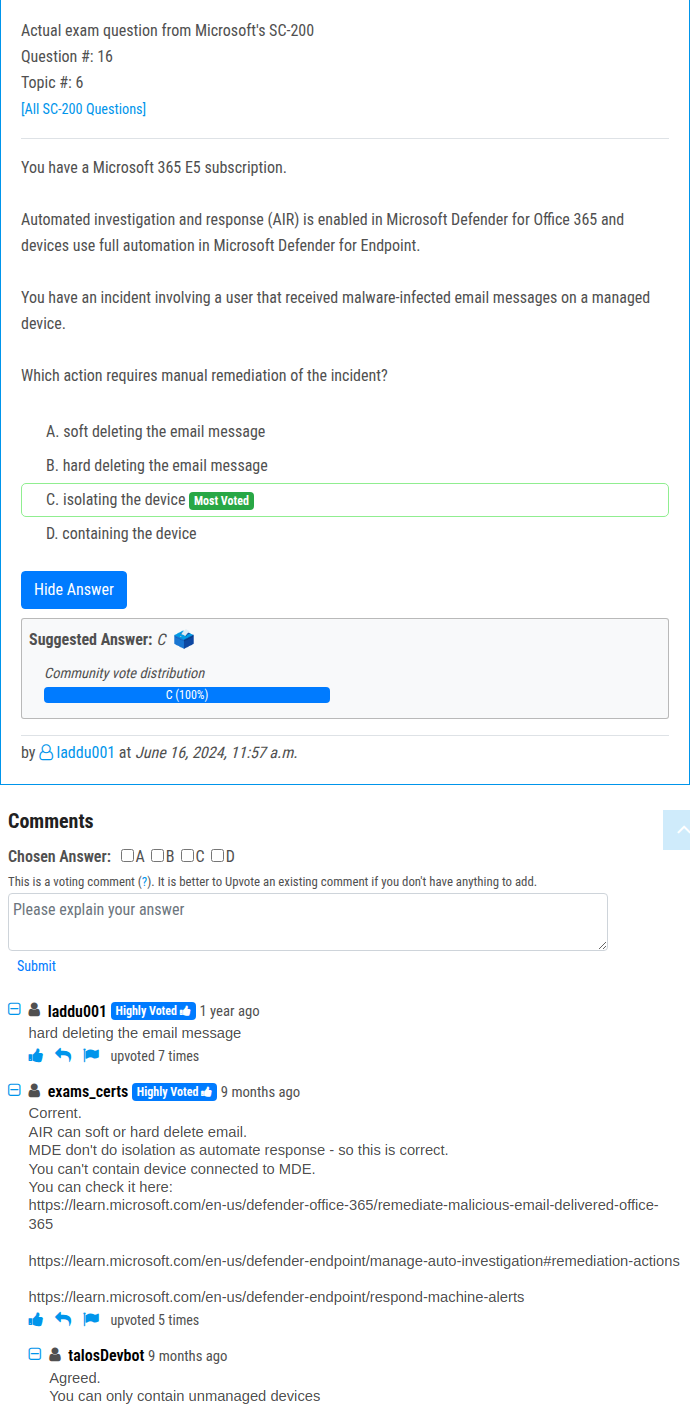 Actual exam question from Microsoft's SC-200
Question #: 16
Topic #: 6
[All SC-200 Questions]
You have a Microsoft 365 E5 subscription.
Automated investigation and response (AIR) is enabled in Microsoft Defender for Office 365 and
devices use full automation in Microsoft Defender for Endpoint.
You have an incident involving a user that received malware-infected email messages on a managed
device.
Which action requires manual remediation of the incident?
A. soft deleting the email message
B. hard deleting the email message
C. isolating the device Most Voted
D. containing the device
Hide Answer
Suggested Answer: C
Community vote distribution
C (100%)
by laddu001 at June 16, 2024, 11:57 a.m.
Comments
Chosen Answer: A B C D
This is a voting comment (?). It is better to Upvote an existing comment if you don't have anything to add.
Please explain your answer
Submit
laddu001 Highly Voted 1 year ago
hard deleting the email message
upvoted 7 times
exams_certs Highly Voted 9 months ago
Corrent.
AIR can soft or hard delete email.
MDE don't do isolation as automate response - so this is correct.
You can't contain device connected to MDE.
You can check it here:
https://learn.microsoft.com/en-us/defender-office-365/remediate-malicious-email-delivered-office-
365
https://learn.microsoft.com/en-us/defender-endpoint/manage-auto-investigation#remediation-actions
https://learn.microsoft.com/en-us/defender-endpoint/respond-machine-alerts
upvoted 5 times
talosDevbot 9 months ago
Agreed.
You can only contain unmanaged devices